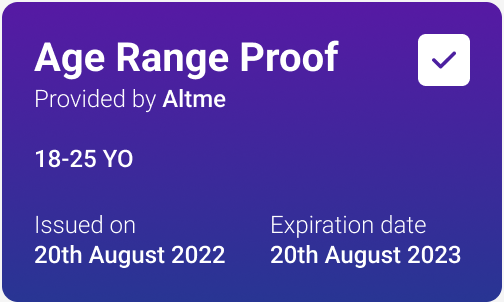 Age Range Proof
Provided by Altme
18-25 YO
Issued on
20th August 2022
Expiration date
20th August 2023